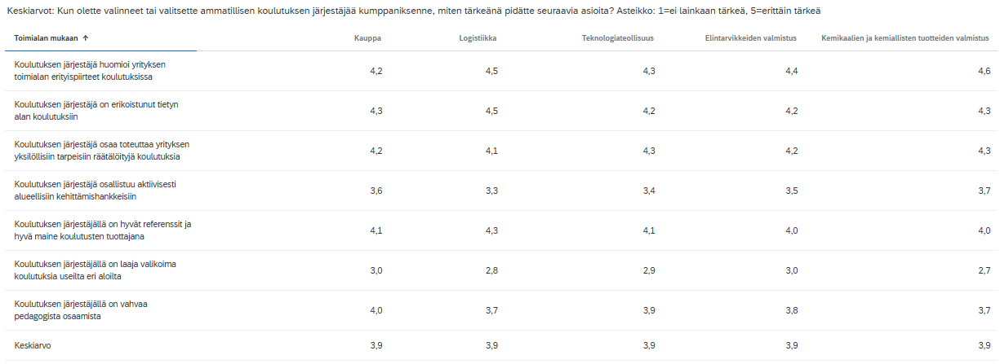 Keskiarvot: Kun olette valinneet tai valitsette ammatillisen koulutuksen järjestäjää kumppaniksenne, miten tärkeänä pidätte seuraavia asioita? Asteikko: 1=ei lainkaan tärkeä, 5=erittäin tärkeä
Toimialan mukaan ↑ Kauppa Logistiikka Teknologiateollisuus Elintarvikkeiden valmistus Kemikaalien ja kemiallisten tuotteiden valmistus
Koulutuksen järjestäjä huomioi yrityksen
toimialan erityispiirteet koulutuksissa
4,2 4,5 4,3 4,4 4,6
Koulutuksen järjestäjä on erikoistunut tietyn
alan koulutuksiin
4,3 4,5 4,2 4,2 4,3
Koulutuksen järjestäjä osaa toteuttaa yrityksen
yksilöllisiin tarpeisiin räätälöityjä koulutuksia
4,2 4,1 4,3 4,2 4,3
Koulutuksen järjestäjä osallistuu aktiivisesti
alueellisiin kehittämishankkeisiin
3,6 3,3 3,4 3,5 3,7
Koulutuksen järjestäjällä on hyvät referenssit ja
hyvä maine koulutusten tuottajana
4,1 4,3 4,1 4,0 4,0
Koulutuksen järjestäjällä on laaja valikoima
koulutuksia useilta eri aloilta
3,0 2,8 2,9 3,0 2,7
Koulutuksen järjestäjällä on vahvaa
pedagogista osaamista
4,0 3,7 3,9 3,8 3,7
Keskiarvo 3,9 3,9 3,9 3,9 3,9